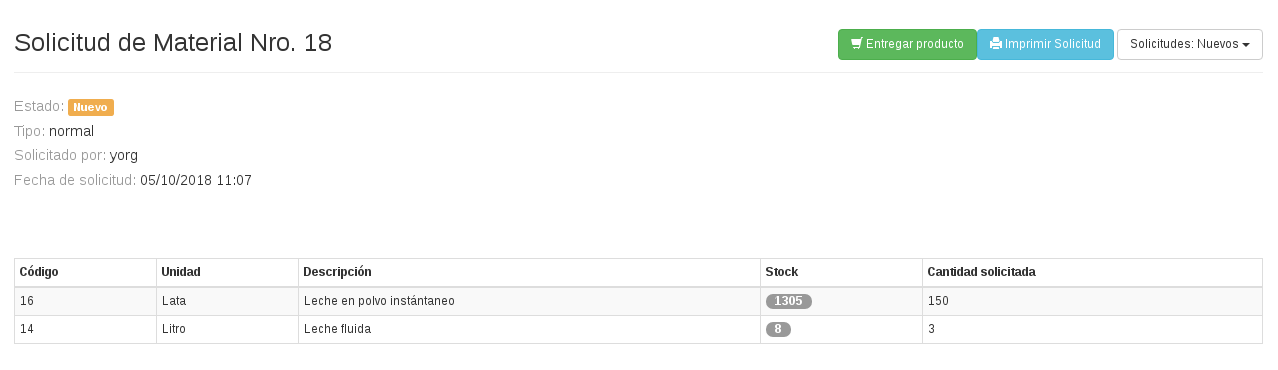 Solicitud de Material Nro. 18
Entregar producto Imprimir Solicitud Solicitudes: Nuevos
Estado: Nuevo
Tipo: normal
Solicitado por: yorg
Fecha de solicitud: 05/10/2018 11:07
Código Unidad Descripción Stock Cantidad solicitada
16 Lata Leche en polvo instántaneo 1305 150
14 Litro Leche fluida 8 3